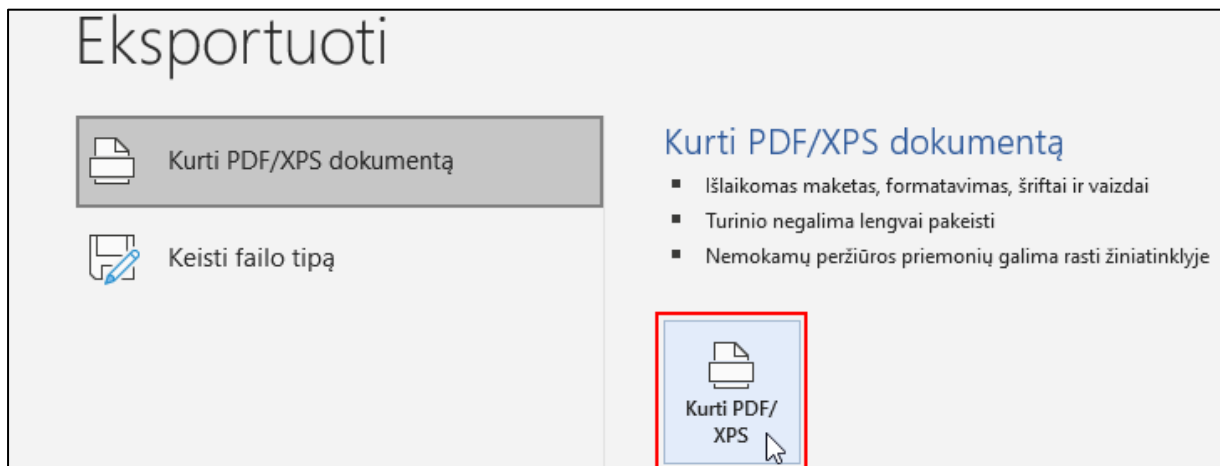 Eksportuoti
Kurti PDF/XPS dokumentą
Keisti failo tipą
Kurti PDF/XPS dokumentą
Išlaikomas maketas, formatavimas, šriftai ir vaizdai
Turinio negalima lengvai pakeisti
Nemokamų peržiūros priemonių galima rasti žiniatinklyje
Kurti PDF/
XPS